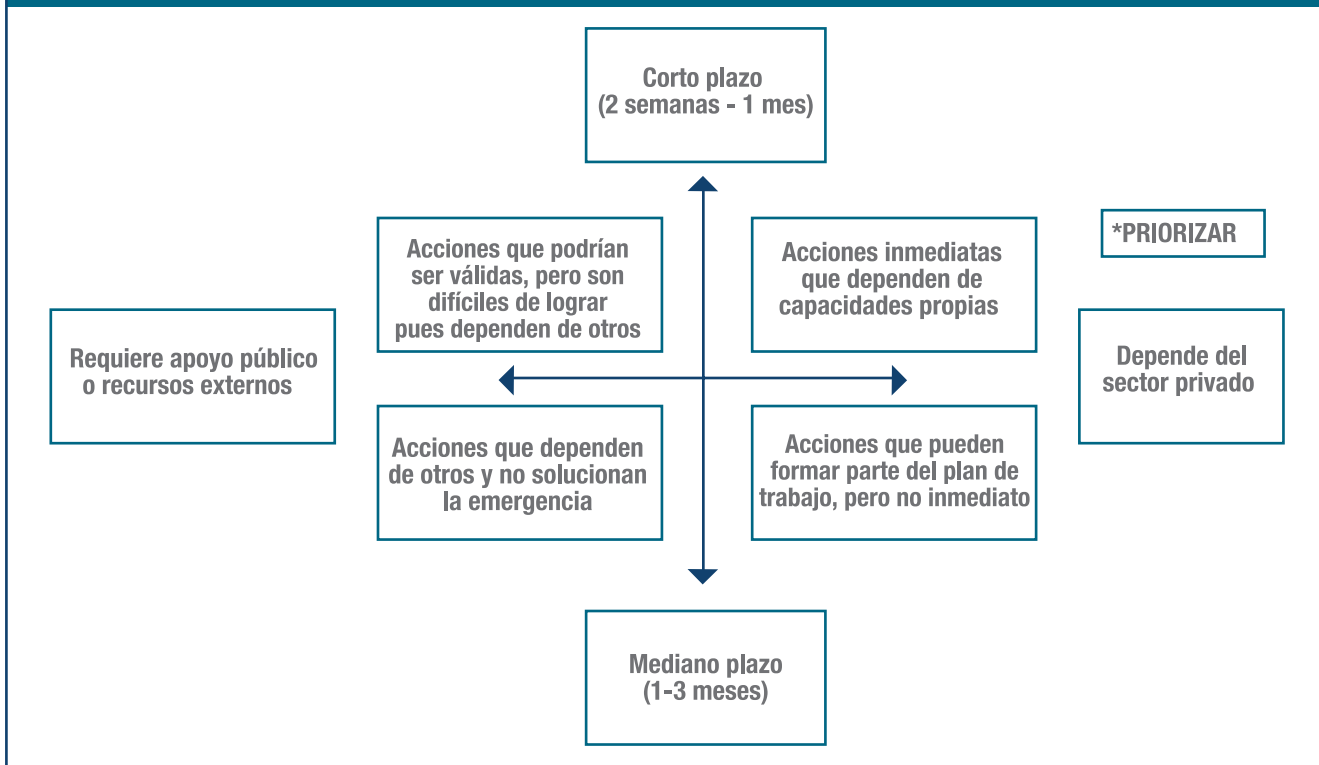 Corto plazo
(2 semanas - 1 mes)
Acciones que podrían
ser válidas, pero son
difíciles de lograr
pues dependen de otros
Acciones inmediatas
que dependen de
capacidades propias
*PRIORIZAR
Requiere apoyo público
o recursos externos
Depende del
sector privado
Acciones que dependen
de otros y no solucionan
la emergencia
Acciones que pueden
formar parte del plan de
trabajo, pero no inmediato
Mediano plazo
(1-3 meses)